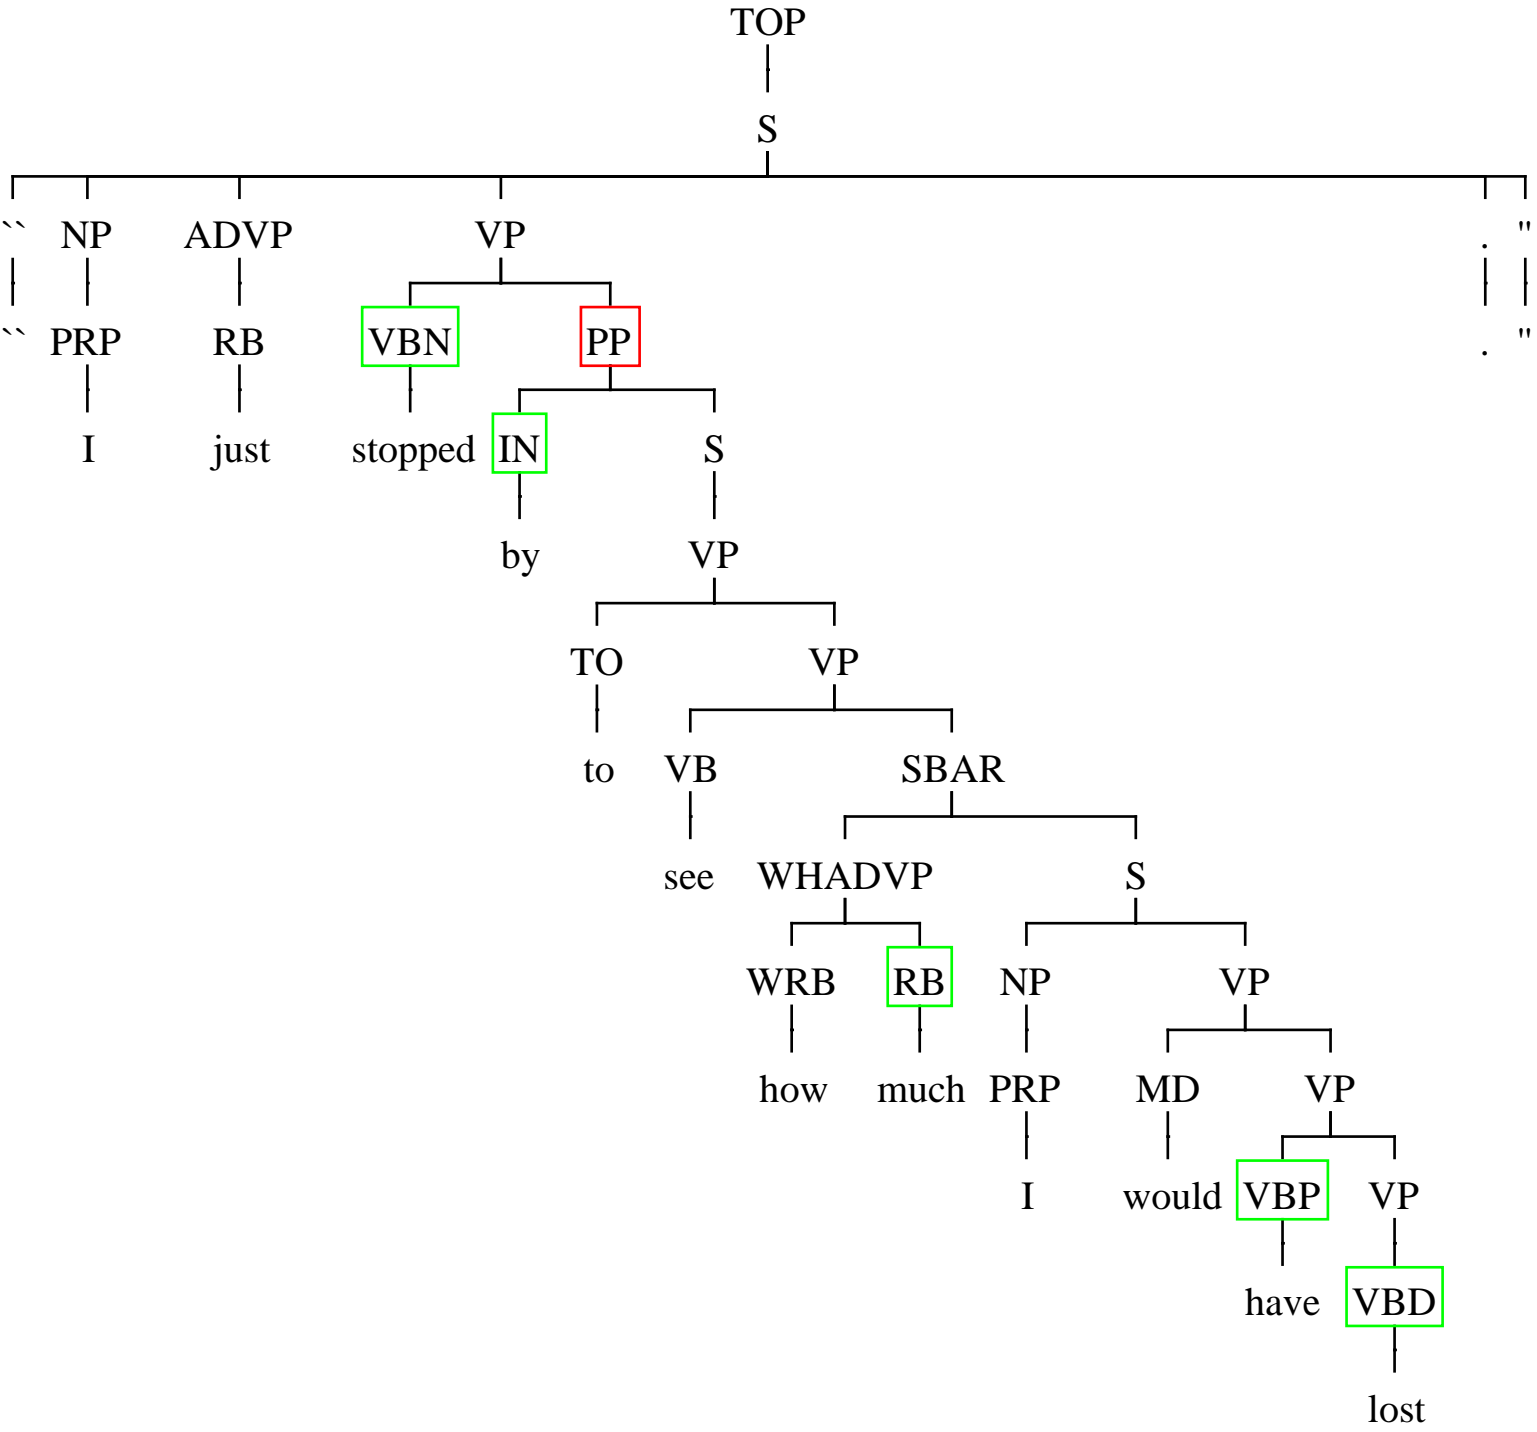 TOP
S
`` NP ADVP VP . "
`` PRP RB VBN PP . "
I just stopped IN S
by VP
TO VP
to VB SBAR
see WHADVP S
WRB RB NP VP
how much PRP MD VP
I would VBP VP
have VBD
lost